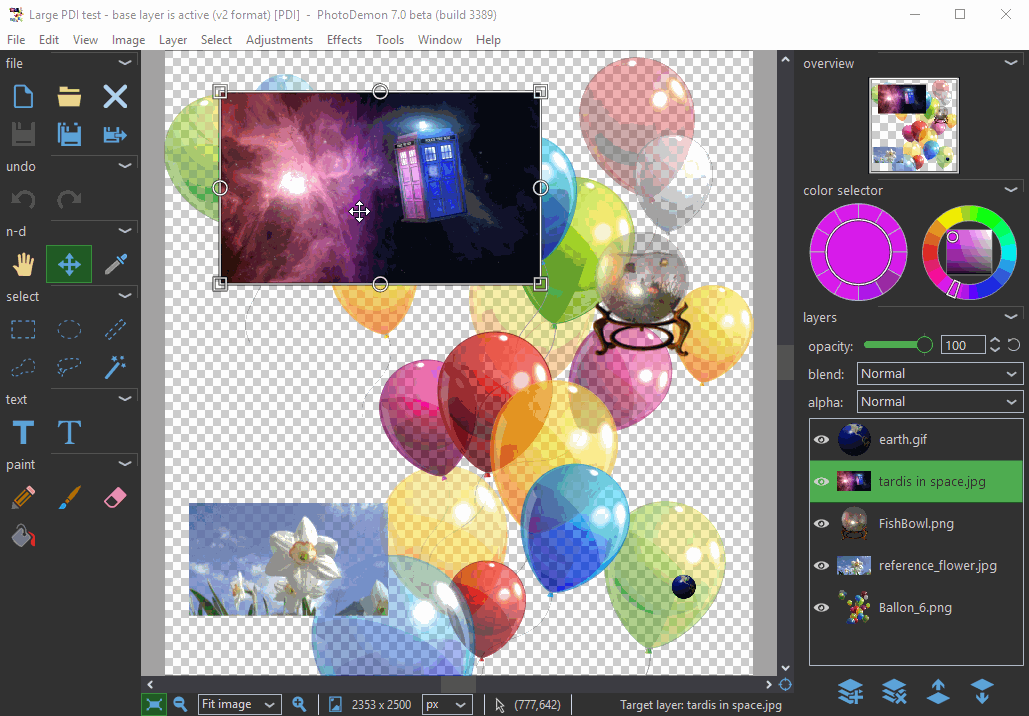 Large PDI test - base layer is active (v2 format) [PDI] - PhotoDemon 7.0 beta (build 3389)
File Edit View Image Layer Select Adjustments Effects Tools Window Help
file
undo
n-d
select
text
T T
paint
overview
color selector
layers
opacity: 100
blend: Normal
alpha: Normal
earth.gif
tardis in space.jpg
FishBowl.png
reference_flower.jpg
Ballon_6.png
Fit image 2353 x 2500 px (777,642) Target layer: tardis in space.jpg